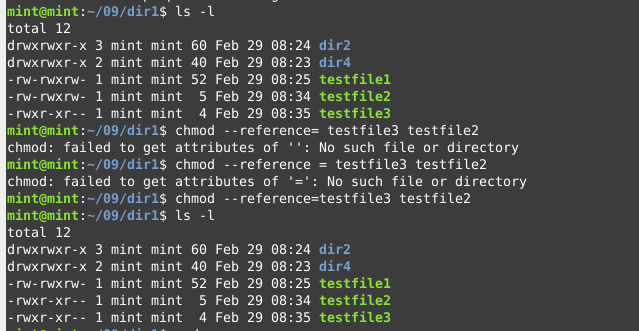 mint@mint:~/09/dir1$ ls -l
total 12
drwxrwxr-x 3 mint mint 60 Feb 29 08:24 dir2
drwxrwxr-x 2 mint mint 40 Feb 29 08:23 dir4
-rw-rwxrw- 1 mint mint 52 Feb 29 08:25 testfile1
-rw-rwxrw- 1 mint mint  5 Feb 29 08:34 testfile2
-rwxr-xr-- 1 mint mint  4 Feb 29 08:35 testfile3
mint@mint:~/09/dir1$ chmod --reference= testfile3 testfile2
chmod: failed to get attributes of '': No such file or directory
mint@mint:~/09/dir1$ chmod --reference = testfile3 testfile2
chmod: failed to get attributes of '=': No such file or directory
mint@mint:~/09/dir1$ chmod --reference=testfile3 testfile2
mint@mint:~/09/dir1$ ls -l
total 12
drwxrwxr-x 3 mint mint 60 Feb 29 08:24 dir2
drwxrwxr-x 2 mint mint 40 Feb 29 08:23 dir4
-rw-rwxrw- 1 mint mint 52 Feb 29 08:25 testfile1
-rwxr-xr-- 1 mint mint  5 Feb 29 08:34 testfile2
-rwxr-xr-- 1 mint mint  4 Feb 29 08:35 testfile3